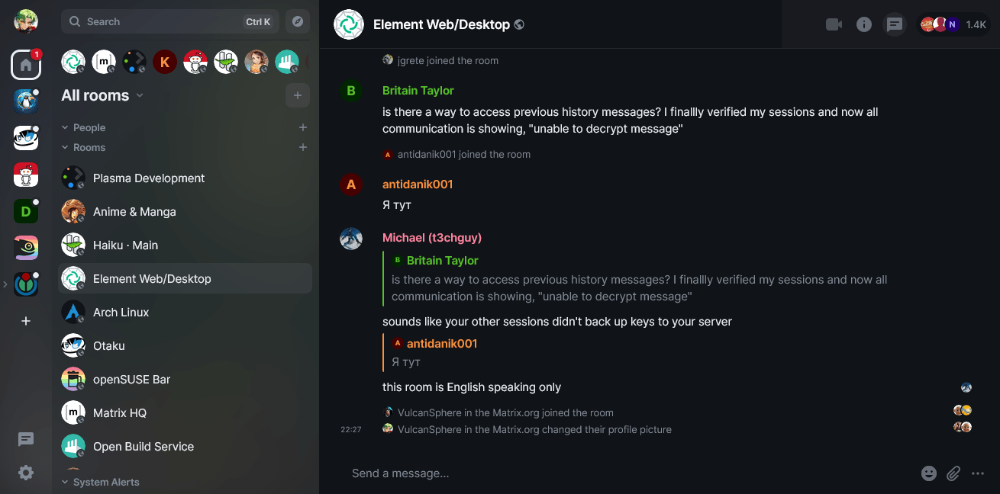 Search
Ctrl K
1
All rooms
People
Rooms
Plasma Development
Anime & Manga
Haiku · Main
Element Web/Desktop
Arch Linux
Otaku
openSUSE Bar
[m]
Matrix HQ
Open Build Service
System Alerts
[m]
K
D
Element Web/Desktop
N
1.4K
jgrete joined the room
B
Britain Taylor
is there a way to access previous history messages? I finallly verified my sessions and now all
communication is showing, "unable to decrypt message"
A
antidanik001 joined the room
A
antidanik001
Я тут
Michael (t3chguy)
B
Britain Taylor
is there a way to access previous history messages? I finallly verified my sessions and now all
communication is showing, "unable to decrypt message"
sounds like your other sessions didn't back up keys to your server
A
antidanik001
Я тут
this room is English speaking only
VulcanSphere in the Matrix.org joined the room
22:27
VulcanSphere in the Matrix.org changed their profile picture
Send a message…